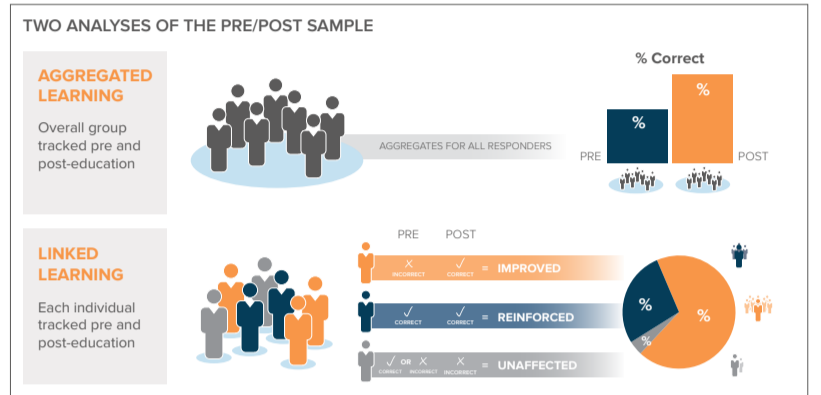 TWO ANALYSES OF THE PRE/POST SAMPLE
AGGREGATED
LEARNING
Overall group
tracked pre and
post-education
AGGREGATES FOR ALL RESPONDERS
% Correct
PRE
%
%
POST
LINKED
LEARNING
Each individual
tracked pre and
post-education
PRE POST
INCORRECT CORRECT = IMPROVED
CORRECT CORRECT = REINFORCED
OR
CORRECT INCORRECT INCORRECT = UNAFFECTED
%
%
%